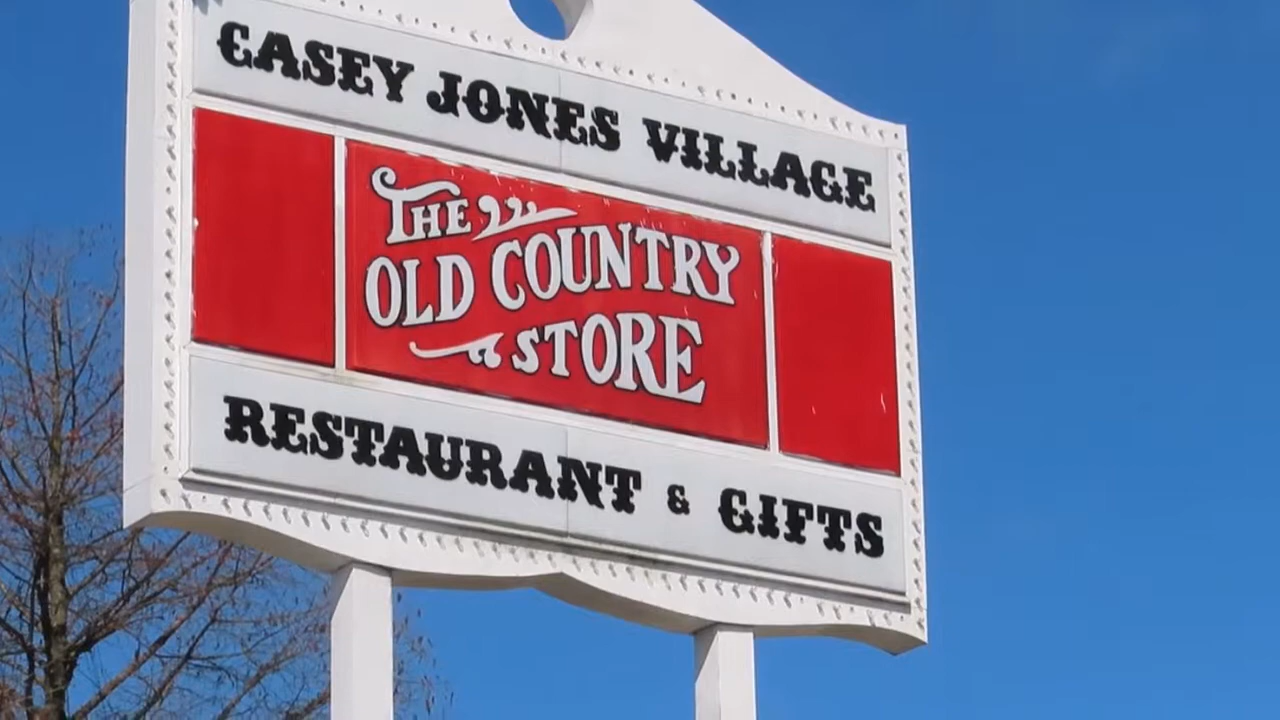 CASEY JONES VILLAGE
THE
OLD COUNTRY
STORE
RESTAURANT & GIFTS